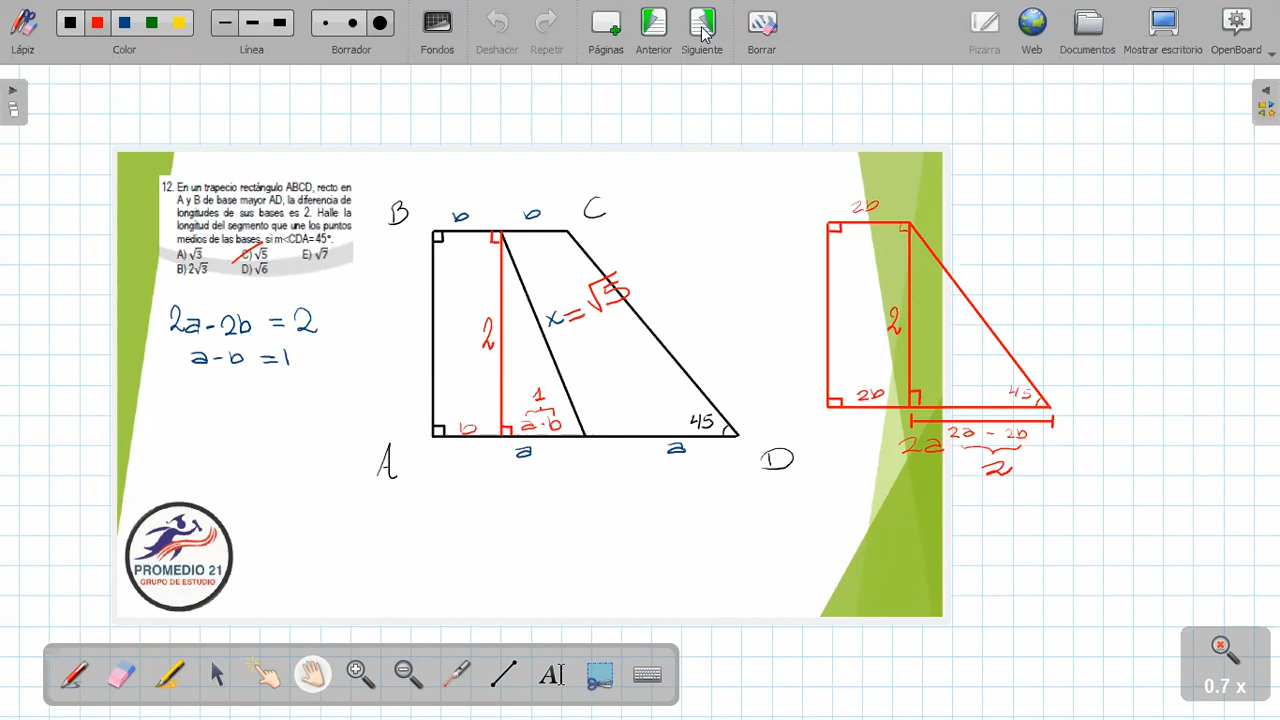 Lápiz
Color
Línea
Borrador
Fondos
Deshacer
Repetir
Páginas
Anterior
Siguiente
Borrar
Pizarra
Web
Documentos
Mostrar escritorio
OpenBoard
12. En un trapecio rectángulo ABCD, recto en
A y B de base mayor AD, la diferencia de
longitudes de sus bases es 2. Halle la
longitud del segmento que une los puntos
medios de las bases, si m<CDA= 45°.
A) √3 C) √5 E) √7
B) 2√3 D) √6
2a - 2b = 2
a - b = 1
B b b C
2
x = √5
1
b a-b 45
A a a D
2b
2
2b 45
2a 2a - 2b
2
PROMEDIO 21
GRUPO DE ESTUDIO
AI
0.7 x